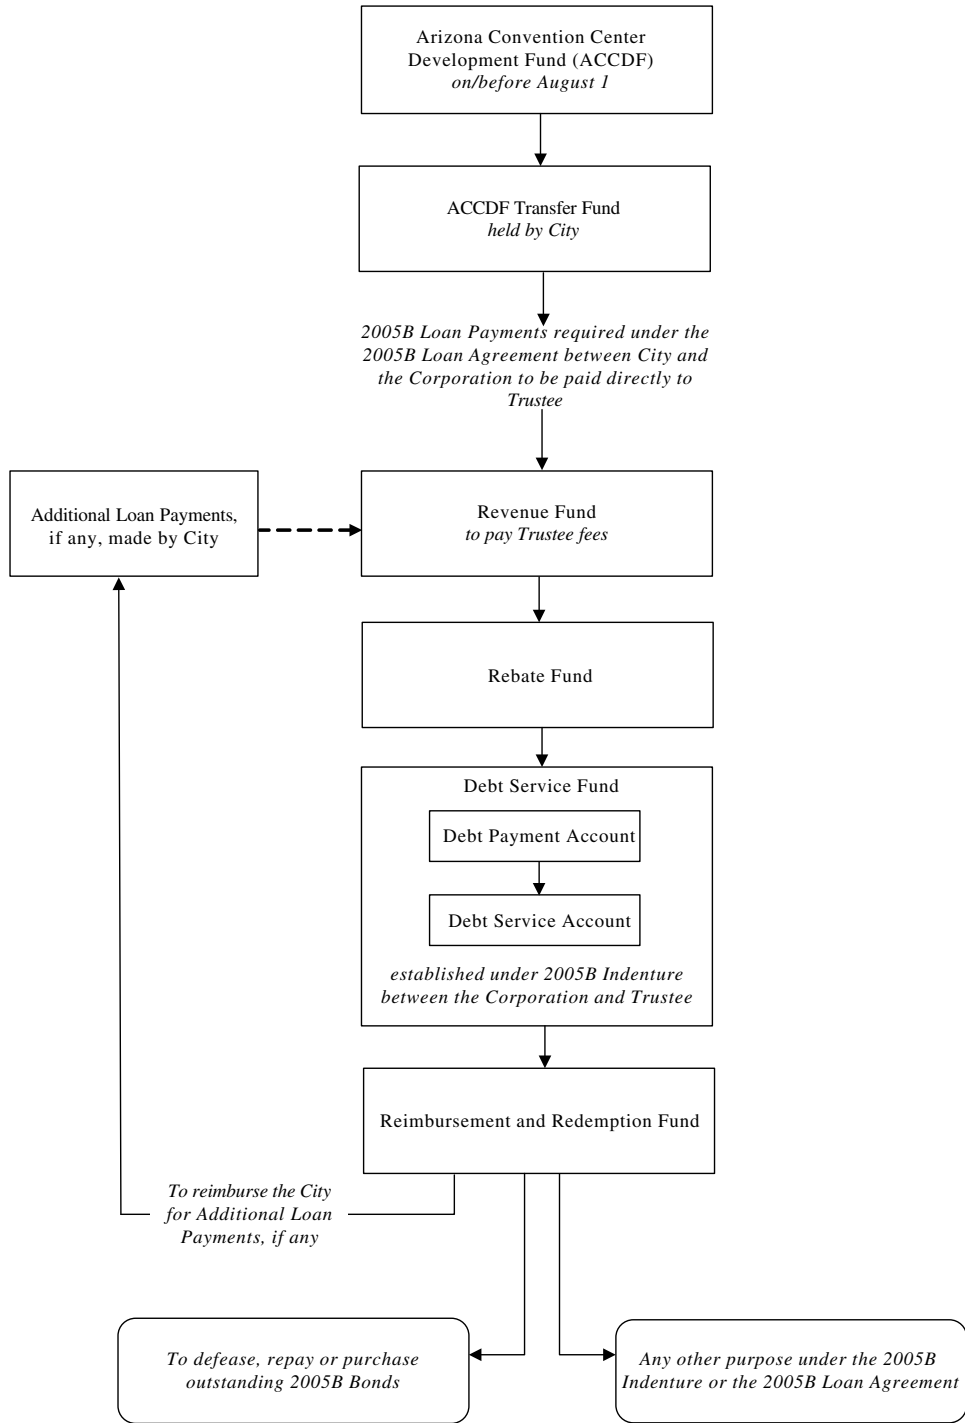 Arizona Convention Center
Development Fund (ACCDF)
on/before August 1
ACCDF Transfer Fund
held by City
2005B Loan Payments required under the
2005B Loan Agreement between City and
the Corporation to be paid directly to
Trustee
Additional Loan Payments,
if any, made by City
Revenue Fund
to pay Trustee fees
Rebate Fund
Debt Service Fund
Debt Payment Account
Debt Service Account
established under 2005B Indenture
between the Corporation and Trustee
Reimbursement and Redemption Fund
To reimburse the City
for Additional Loan
Payments, if any
To defease, repay or purchase
outstanding 2005B Bonds
Any other purpose under the 2005B
Indenture or the 2005B Loan Agreement